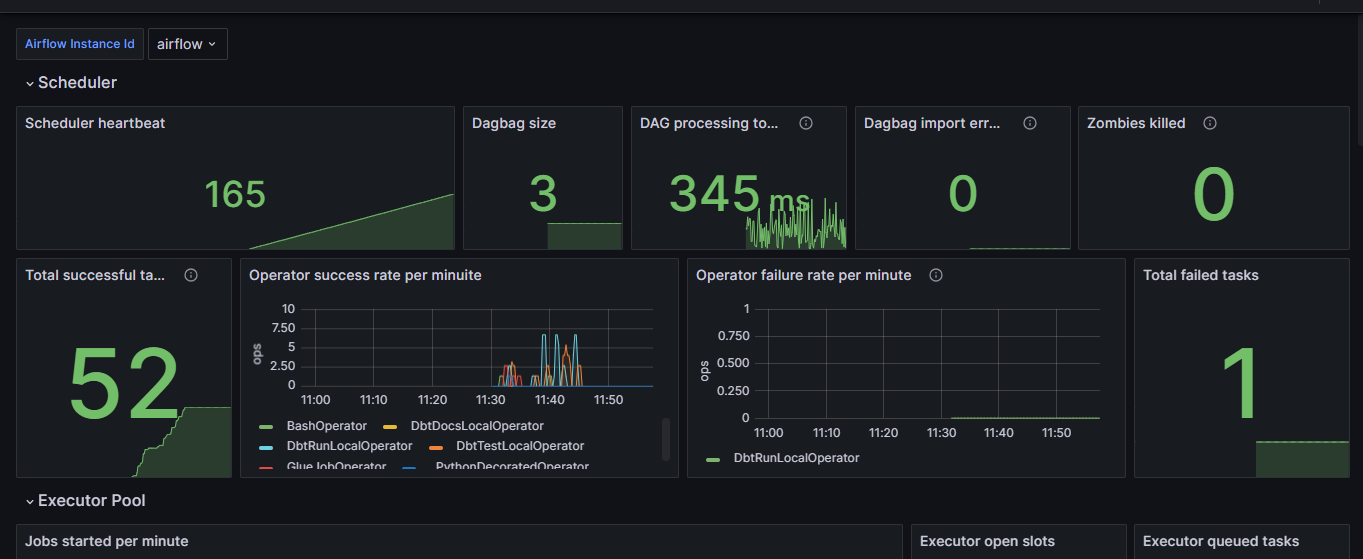 Airflow Instance Id airflow
Scheduler
Scheduler heartbeat
165
Dagbag size
3
DAG processing to...
345 ms
Dagbag import err...
0
Zombies killed
0
Total successful ta...
52
Operator success rate per minuite
10
7.50
5
2.50
0
ops
11:00 11:10 11:20 11:30 11:40 11:50
BashOperator DbtDocsLocalOperator
DbtRunLocalOperator DbtTestLocalOperator
GlueJobOperator PythonDecoratedOperator
Operator failure rate per minute
1
0.750
0.500
0.250
0
ops
11:00 11:10 11:20 11:30 11:40 11:50
DbtRunLocalOperator
Total failed tasks
1
Executor Pool
Jobs started per minute
Executor open slots
Executor queued tasks